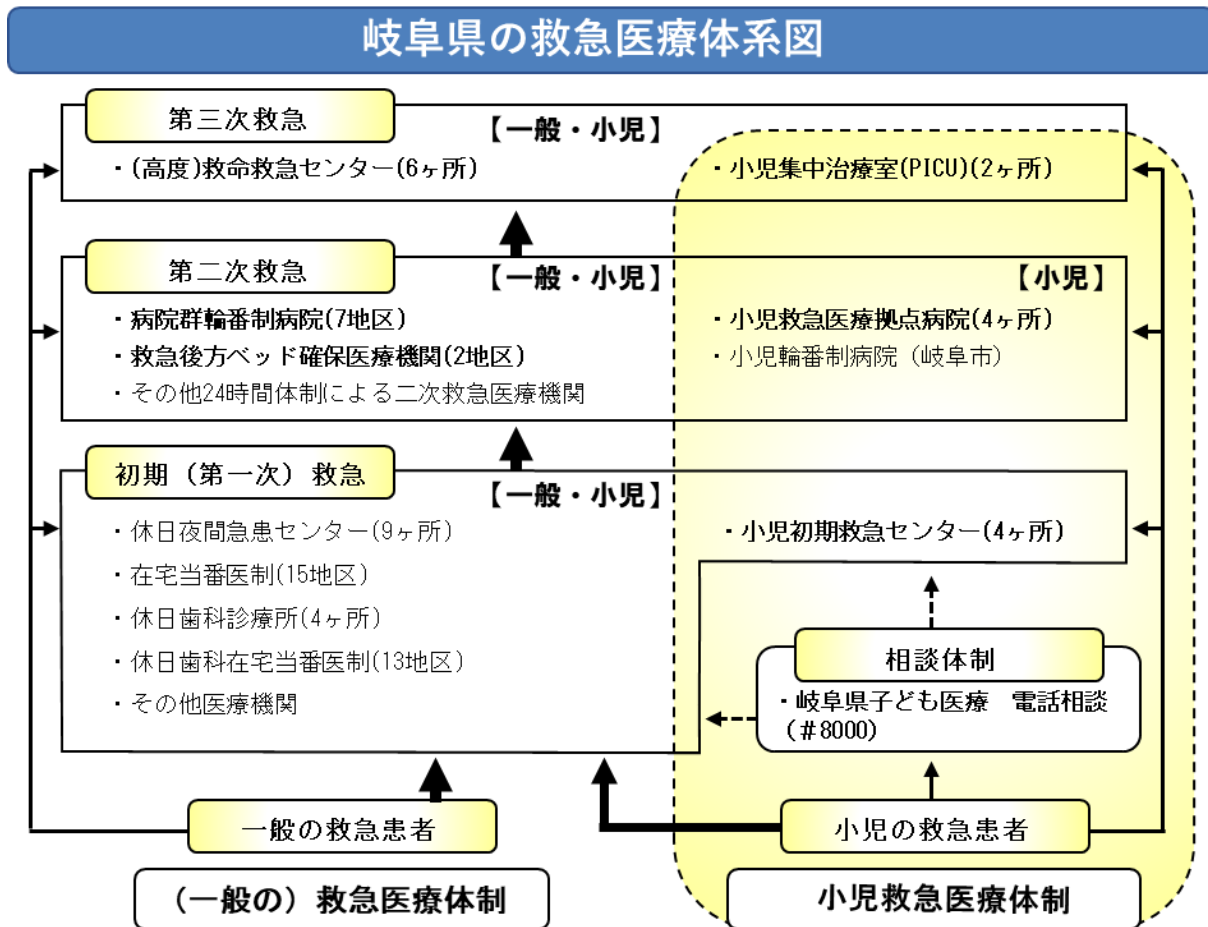 岐阜県の救急医療体系図
第三次救急
【一般・小児】
・(高度)救命救急センター(6ヶ所)
・小児集中治療室(PICU)(2ヶ所)
第二次救急
【一般・小児】
【小児】
・病院群輪番制病院(7地区)
・小児救急医療拠点病院(4ヶ所)
・救急後方ベッド確保医療機関(2地区)
・小児輪番制病院（岐阜市）
・その他24時間体制による二次救急医療機関
初期（第一次）救急
【一般・小児】
・休日夜間急患センター(9ヶ所)
・小児初期救急センター(4ヶ所)
・在宅当番医制(15地区)
・休日歯科診療所(4ヶ所)
・休日歯科在宅当番医制(13地区)
・その他医療機関
相談体制
・岐阜県子ども医療　電話相談
(＃8000)
一般の救急患者
小児の救急患者
（一般の）救急医療体制
小児救急医療体制